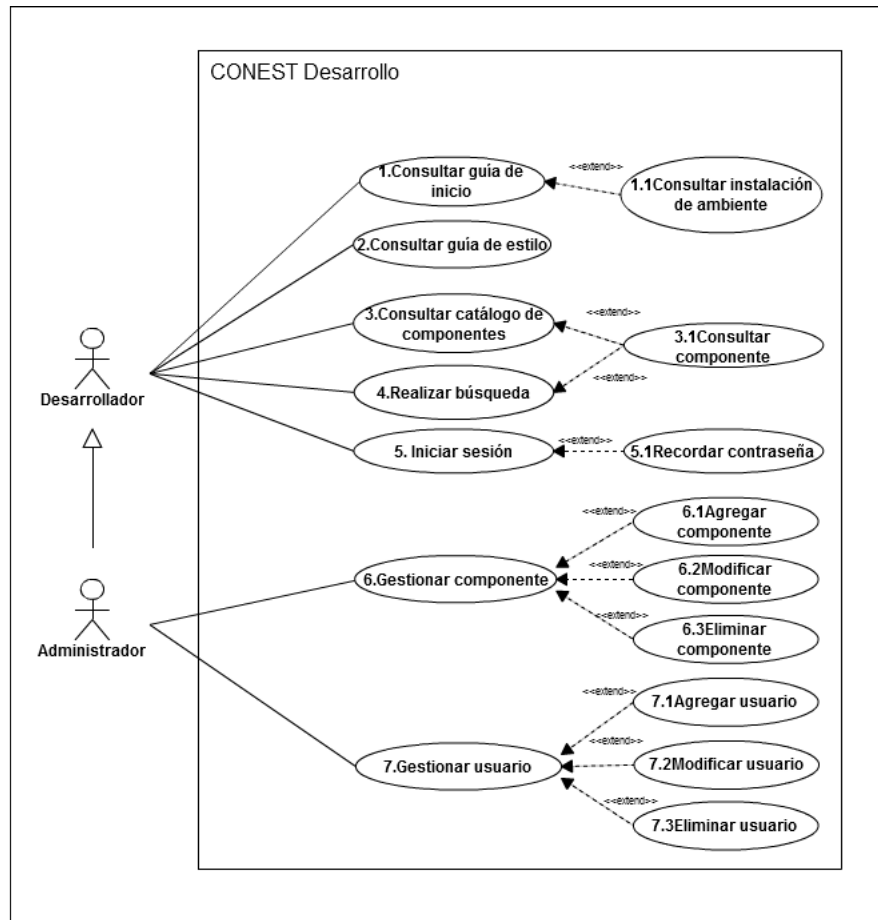 CONEST Desarrollo
1.Consultar guía de
inicio
<<extend>>
1.1Consultar instalación
de ambiente
2.Consultar guía de estilo
3.Consultar catálogo de
componentes
<<extend>>
3.1Consultar
componente
<<extend>>
4.Realizar búsqueda
Desarrollador
5. Iniciar sesión
<<extend>>
5.1Recordar contraseña
6.Gestionar componente
<<extend>>
6.1Agregar
componente
<<extend>>
6.2Modificar
componente
<<extend>>
6.3Eliminar
componente
Administrador
7.Gestionar usuario
<<extend>>
7.1Agregar usuario
<<extend>>
7.2Modificar usuario
<<extend>>
7.3Eliminar usuario